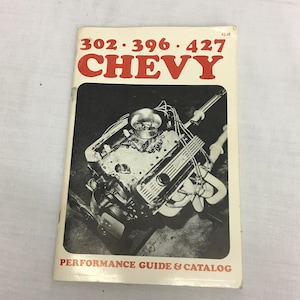 302 • 396 • 427
CHEVY
PERFORMANCE GUIDE & CATALOG